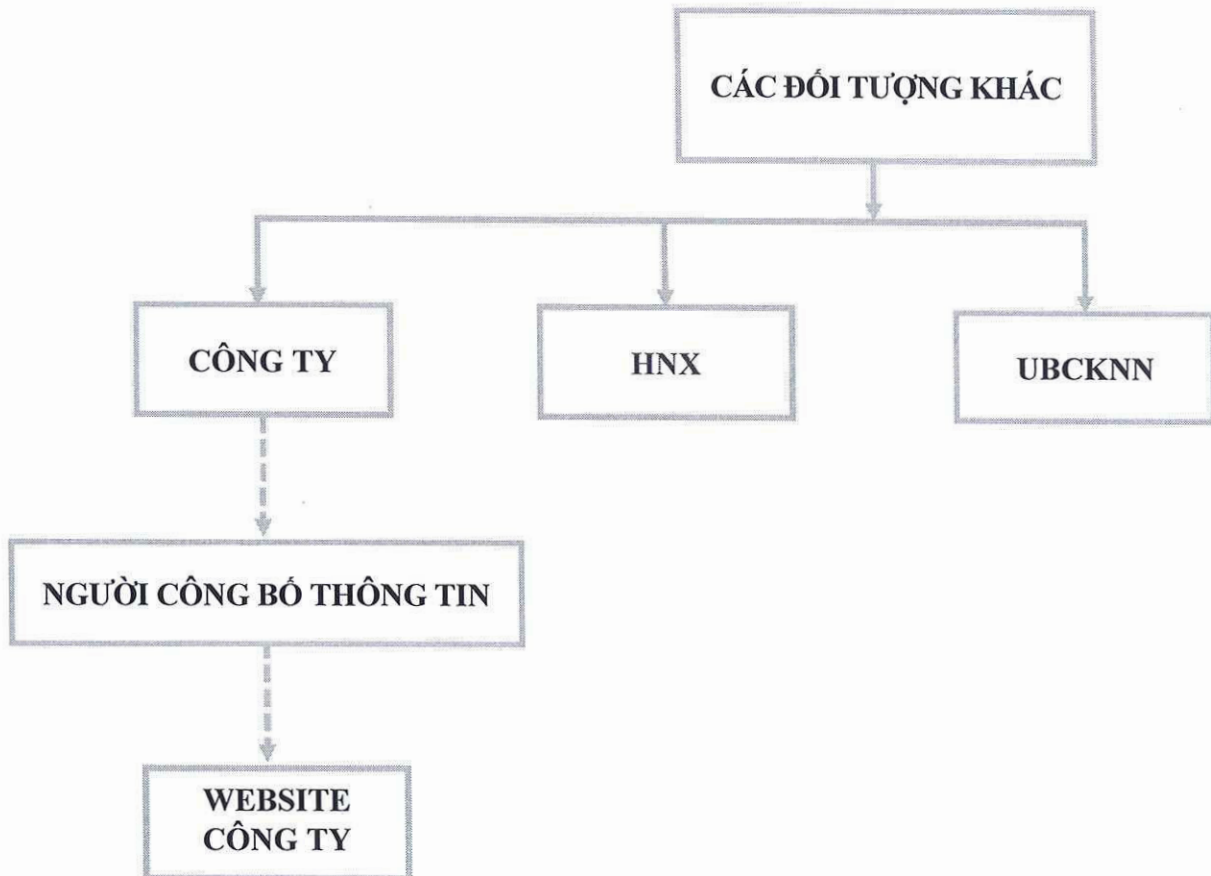 CÁC ĐỐI TƯỢNG KHÁC
CÔNG TY
HNX
UBCKNN
NGƯỜI CÔNG BỐ THÔNG TIN
WEBSITE
CÔNG TY